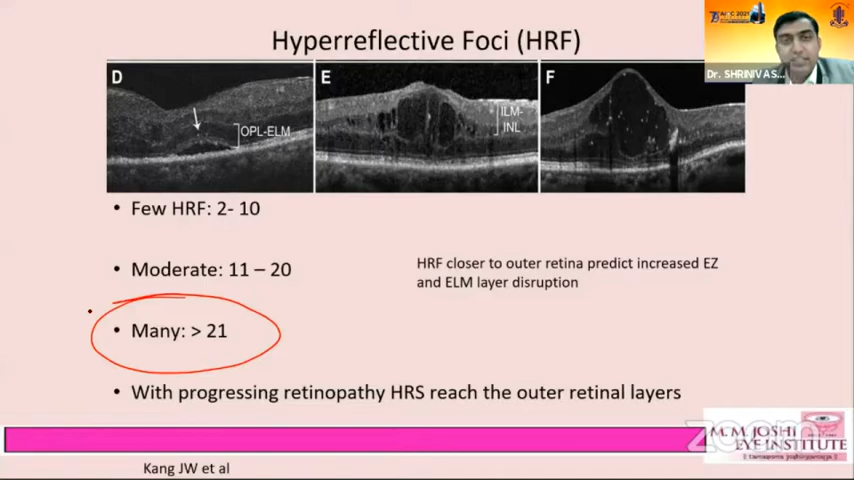 Hyperreflective Foci (HRF)
AIOC 2021
Dr. SHRINIVAS...
D
E
F
OPL-ELM
ILM-
INL
• Few HRF: 2- 10
• Moderate: 11 – 20
HRF closer to outer retina predict increased EZ
and ELM layer disruption
• Many: > 21
• With progressing retinopathy HRS reach the outer retinal layers
zoom
M.M. JOSHI
EYE INSTITUTE
Kang JW et al